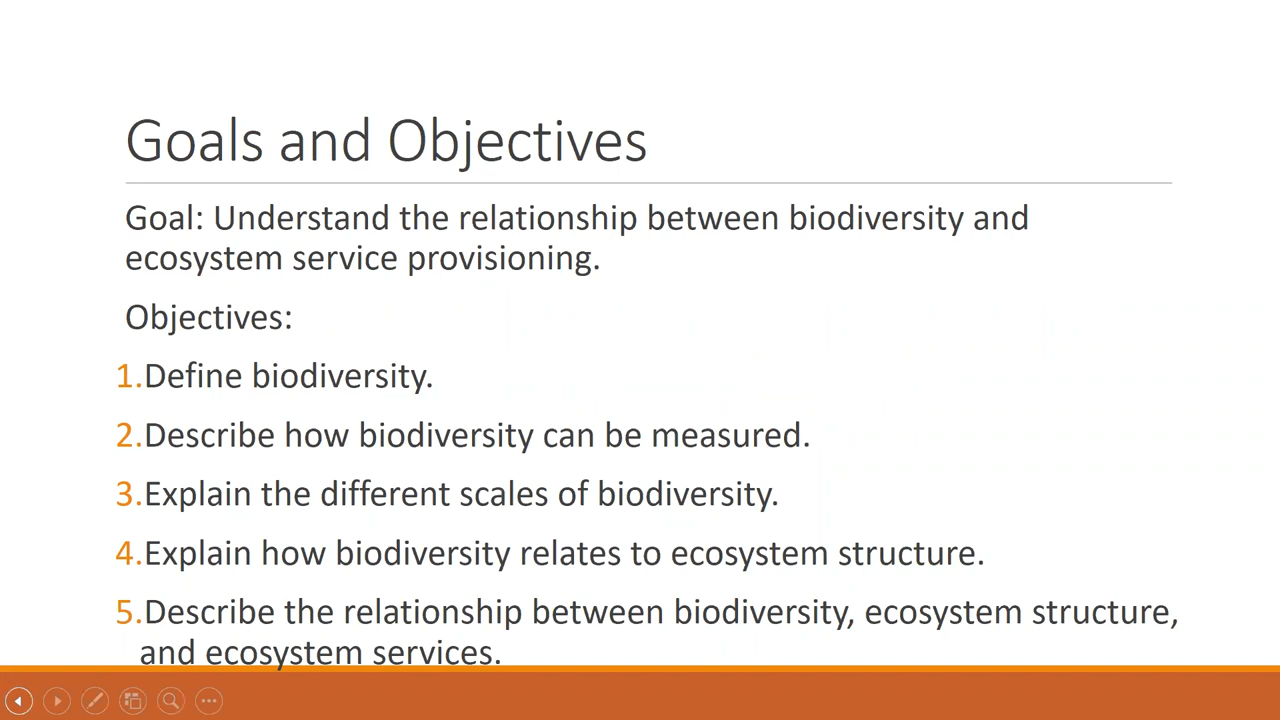 Goals and Objectives
Goal: Understand the relationship between biodiversity and
ecosystem service provisioning.
Objectives:
1.Define biodiversity.
2.Describe how biodiversity can be measured.
3.Explain the different scales of biodiversity.
4.Explain how biodiversity relates to ecosystem structure.
5.Describe the relationship between biodiversity, ecosystem structure,
and ecosystem services.